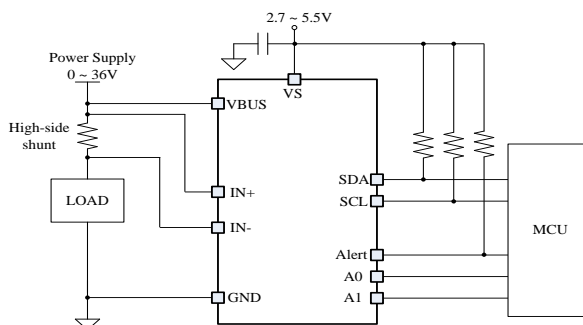 2.7 ~ 5.5V
Power Supply
0 ~ 36V
VS
VBUS
High-side
shunt
SDA
IN+
SCL
LOAD
MCU
IN-
Alert
A0
GND
A1